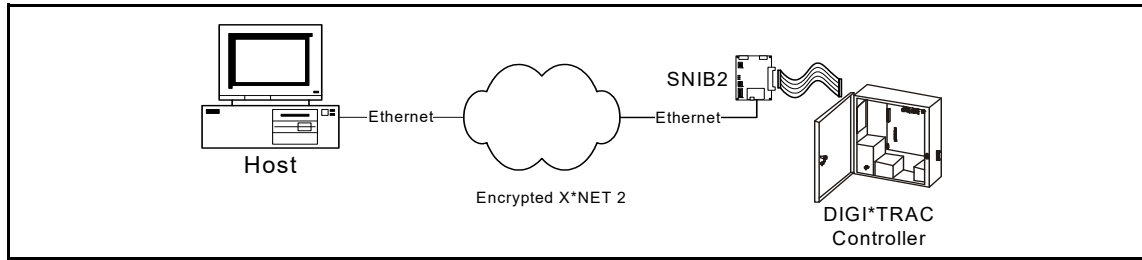 SNIB2
Ethernet
Ethernet
Host
Encrypted X*NET 2
DIGI*TRAC
Controller